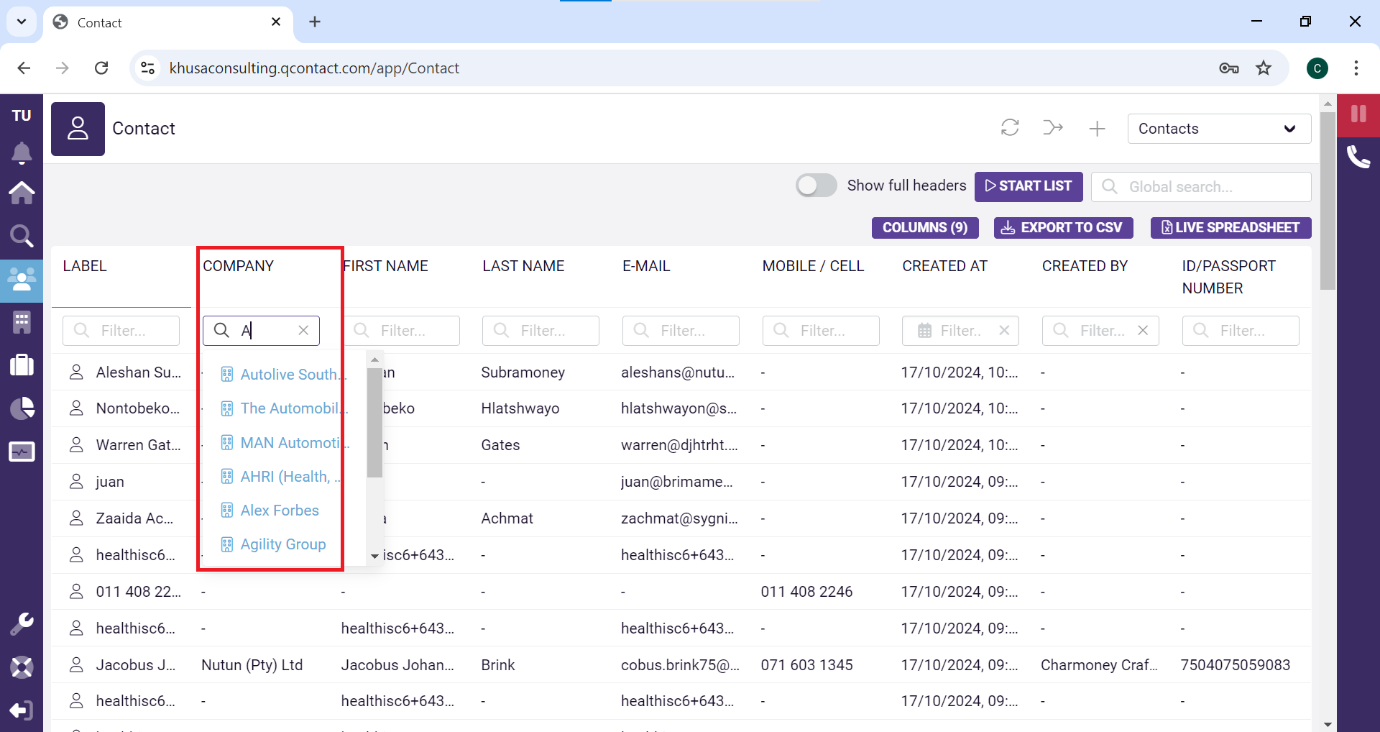 Contact
khusaconsulting.qcontact.com/app/Contact
C
TU
Contact
Contacts
Show full headers
START LIST
Global search...
COLUMNS (9)
EXPORT TO CSV
LIVE SPREADSHEET
LABEL COMPANY FIRST NAME LAST NAME E-MAIL MOBILE / CELL CREATED AT CREATED BY ID/PASSPORT NUMBER
Filter... A Filter... Filter... Filter... Filter... Filter.. Filter... Filter...
Autolive South...
The Automobil...
MAN Automoti...
AHRI (Health, ...
Alex Forbes
Agility Group
Aleshan Su... - Subramoney aleshans@nutu... - 17/10/2024, 10:... - -
Nontobeko... - Hlatshwayo hlatshwayon@s... - 17/10/2024, 10:... - -
Warren Gat... - Gates warren@djhtrht.... - 17/10/2024, 10:... - -
juan - - juan@brimame... - 17/10/2024, 09:... - -
Zaaida Ac... - Achmat zachmat@sygni... - 17/10/2024, 09:... - -
healthisc6... - isc6+643... - healthisc6+643... - 17/10/2024, 09:... - -
011 408 22... - - - - 011 408 2246 17/10/2024, 09:... - -
healthisc6... - healthisc6+643... - healthisc6+643... - 17/10/2024, 09:... - -
Jacobus J... Nutun (Pty) Ltd Jacobus Johan... Brink cobus.brink75@... 071 603 1345 17/10/2024, 09:... Charmoney Craf... 7504075059083
healthisc6... - healthisc6+643... - healthisc6+643... - 17/10/2024, 09:... - -